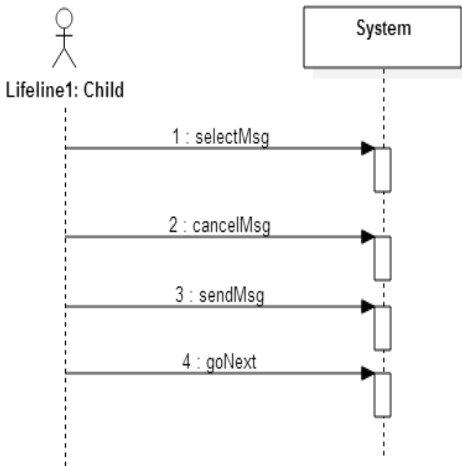 System
Lifeline1: Child
1 : selectMsg
2 : cancelMsg
3 : sendMsg
4 : goNext